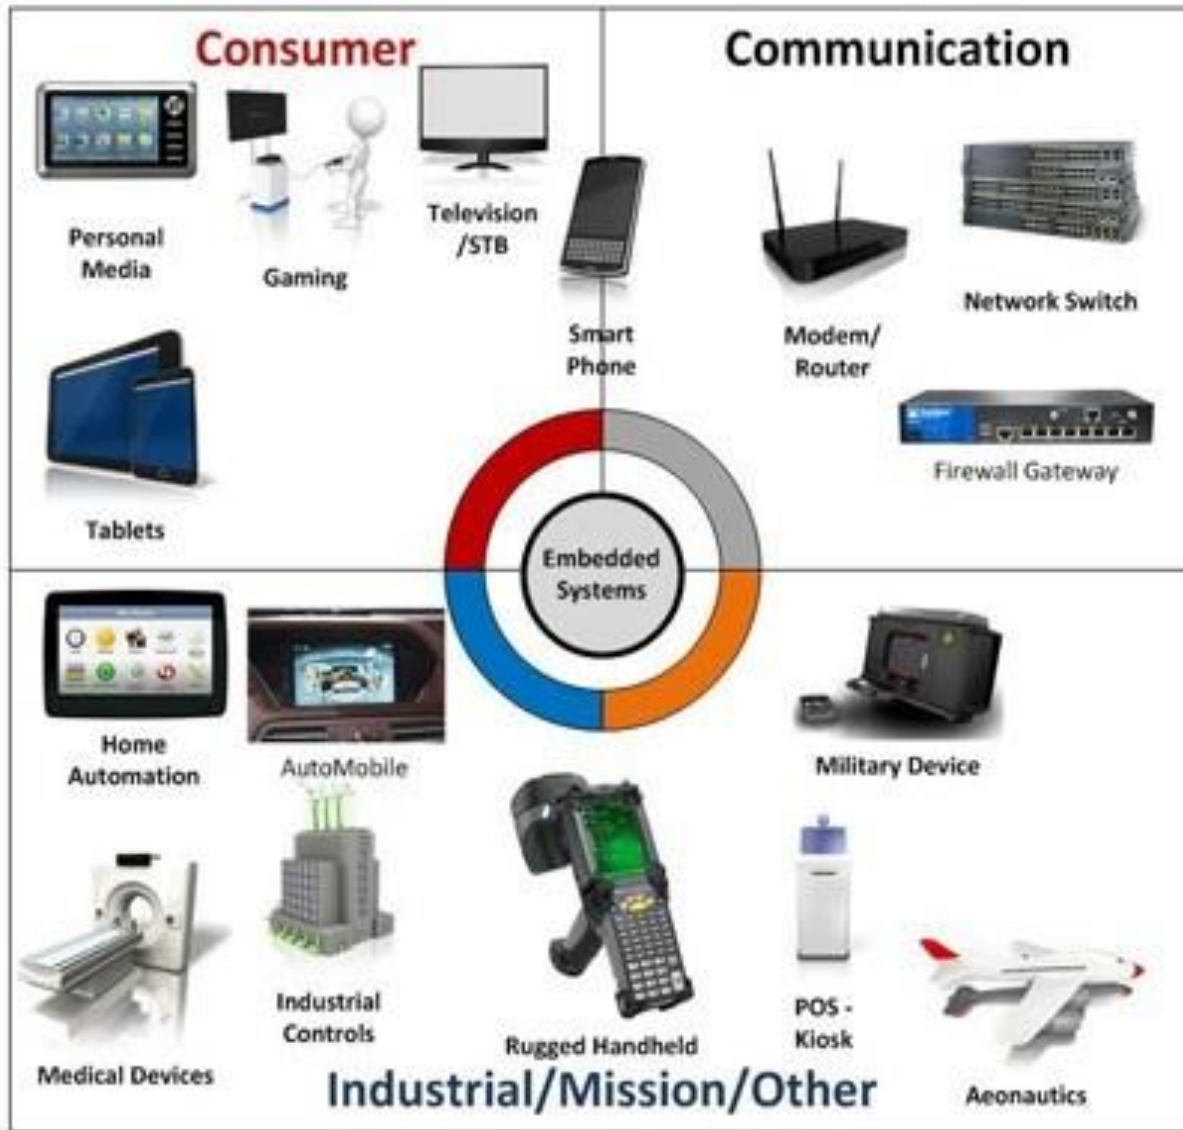 Consumer
Communication
Personal
Media
Gaming
Television
/STB
Smart
Phone
Modem/
Router
Network Switch
Firewall Gateway
Tablets
Embedded
Systems
Home
Automation
AutoMobile
Military Device
Medical Devices
Industrial
Controls
Rugged Handheld
POS -
Kiosk
Aeonautics
Industrial/Mission/Other